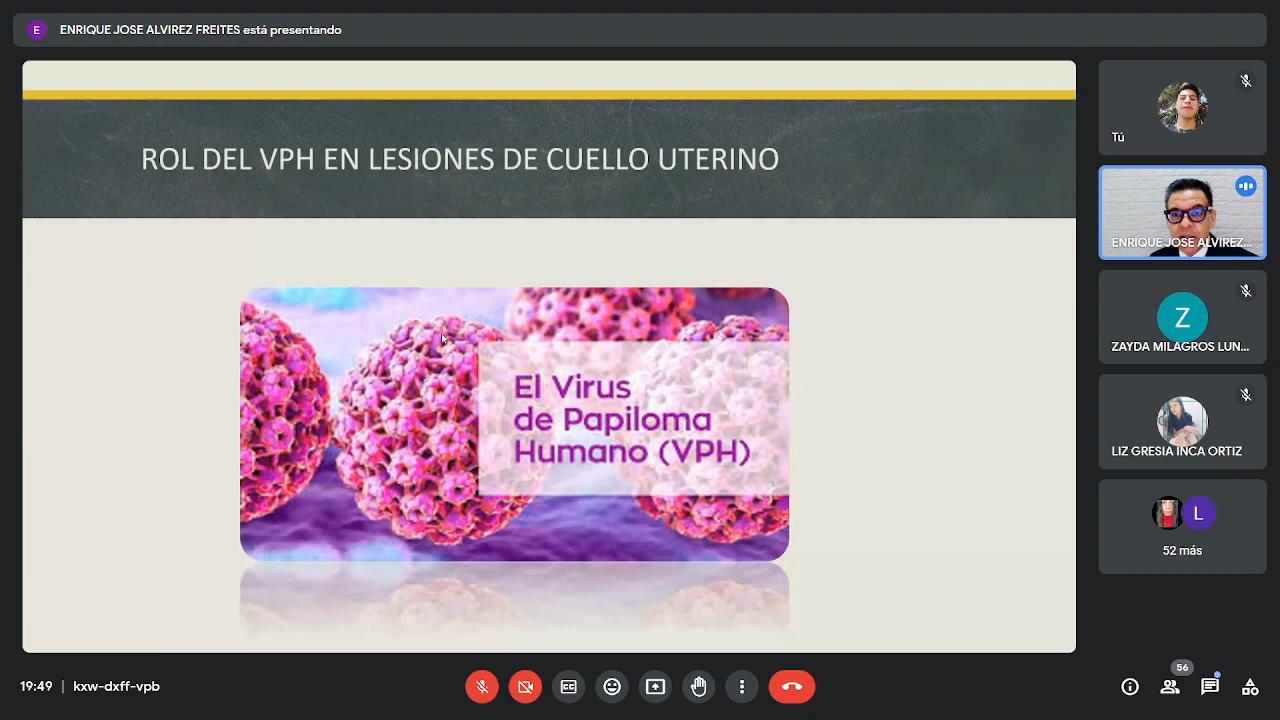 E
ENRIQUE JOSE ALVIREZ FREITES está presentando
ROL DEL VPH EN LESIONES DE CUELLO UTERINO
El Virus
de Papiloma
Humano (VPH)
Tú
ENRIQUE JOSE ALVIREZ...
Z
ZAYDA MILAGROS LUN...
LIZ GRESIA INCA ORTIZ
L
52 más
19:49 | kxw-dxff-vpb
56